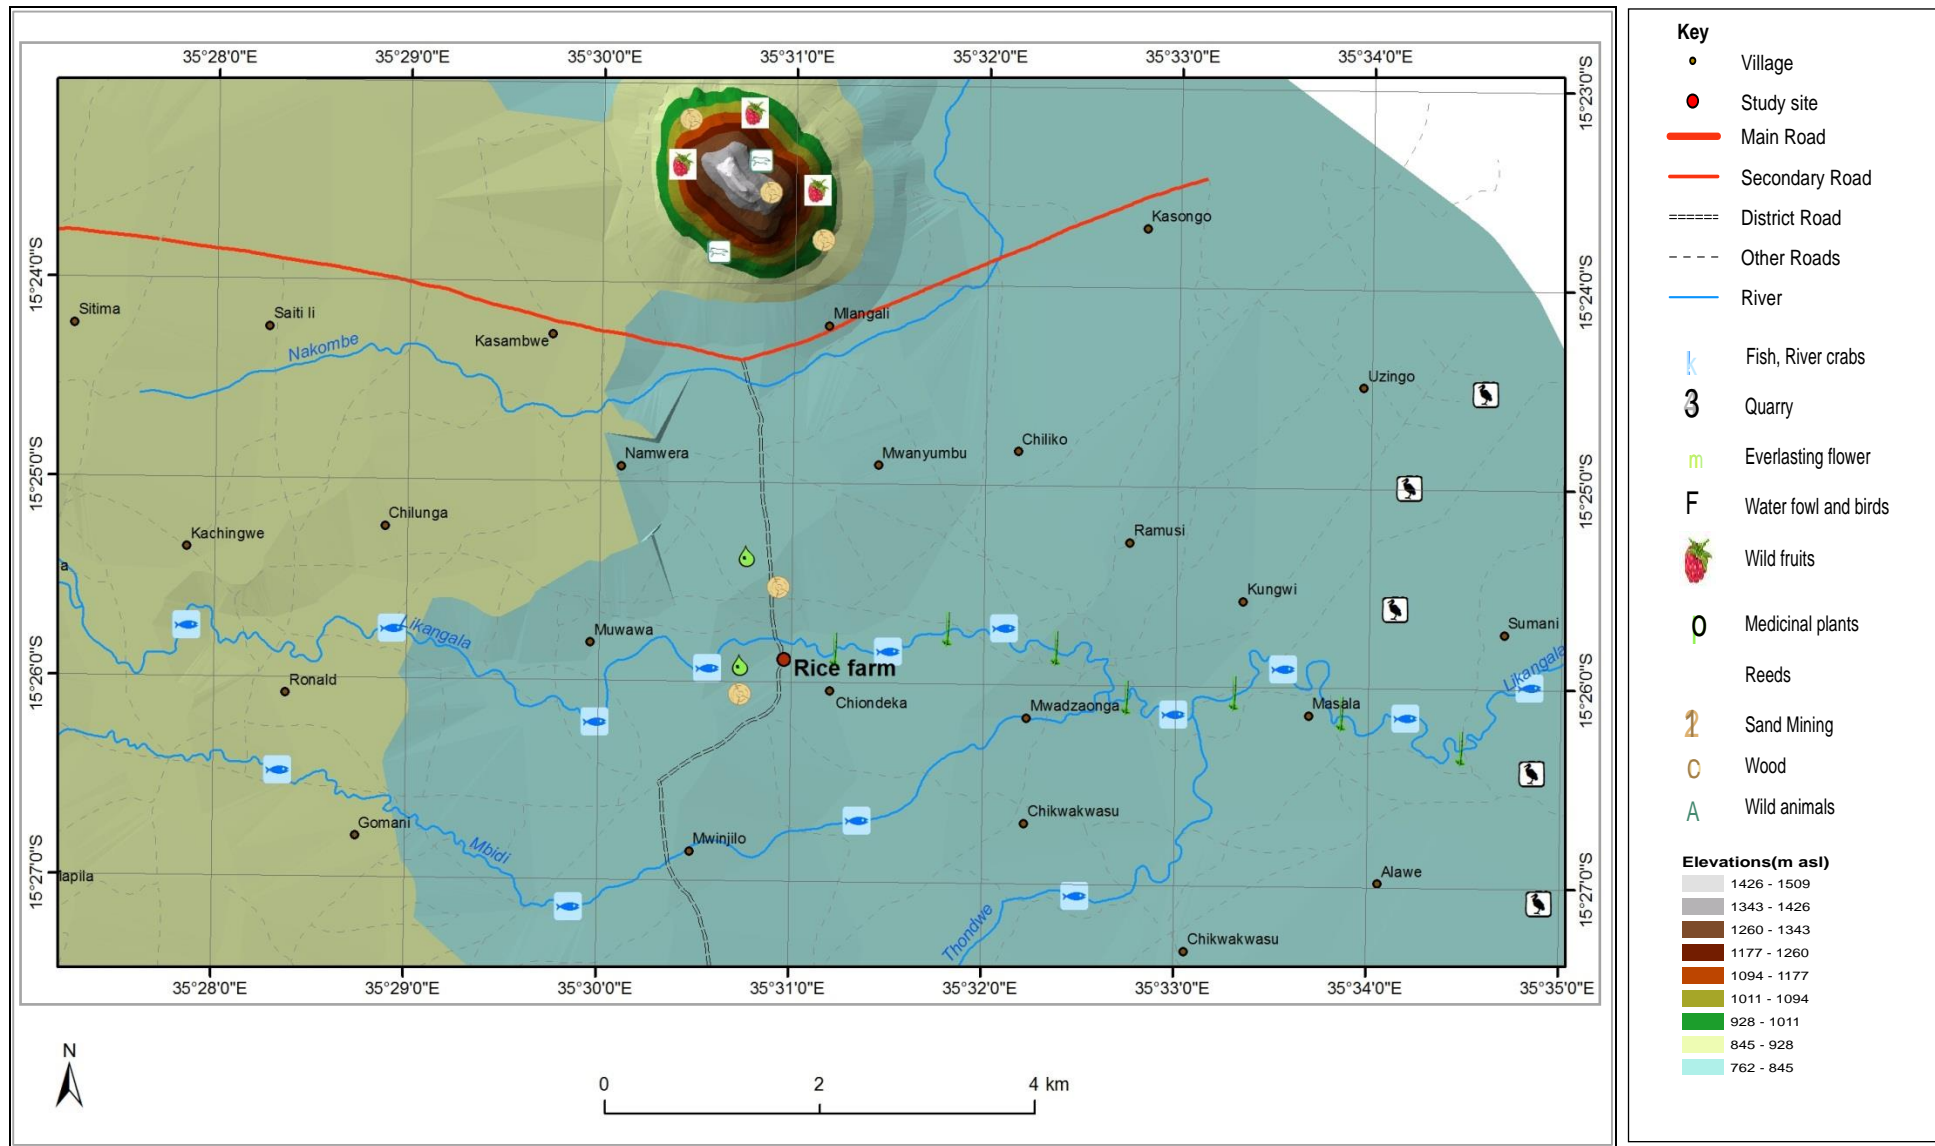 35°28'0"E 35°29'0"E 35°30'0"E 35°31'0"E 35°32'0"E 35°33'0"E 35°34'0"E
15°23'0"S
Kasongo
15°24'0"S
15°24'0"S
Sitima
Saiti Ii
Mlangali
Kasambwe
Nakombe
Uzingo
Chiliko
Namwera
Mwanyumbu
15°25'0"S
15°25'0"S
Chilunga
Kachingwe
Ramusi
a
Kungwi
Likangala
Muwawa
Sumani
Rice farm
15°26'0"S
15°26'0"S
Ronald
Likangala
Chiondeka
Mwadzaonga
Masala
Chikwakwasu
Gomani
Mwinjilo
Mbidi
15°27'0"S
15°27'0"S
lapila
Alawe
Thondwe
Chikwakwasu
35°28'0"E 35°29'0"E 35°30'0"E 35°31'0"E 35°32'0"E 35°33'0"E 35°34'0"E 35°35'0"E
N
0 2 4 km
Key
Village
Study site
Main Road
Secondary Road
District Road
Other Roads
River
k Fish, River crabs
3 Quarry
m Everlasting flower
F Water fowl and birds
Wild fruits
p Medicinal plants
Reeds
Sand Mining
c Wood
A Wild animals
Elevations(m asl)
1426 - 1509
1343 - 1426
1260 - 1343
1177 - 1260
1094 - 1177
1011 - 1094
928 - 1011
845 - 928
762 - 845